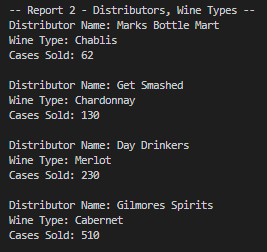 -- Report 2 - Distributors, Wine Types --
Distributor Name: Marks Bottle Mart
Wine Type: Chablis
Cases Sold: 62

Distributor Name: Get Smashed
Wine Type: Chardonnay
Cases Sold: 130

Distributor Name: Day Drinkers
Wine Type: Merlot
Cases Sold: 230

Distributor Name: Gilmores Spirits
Wine Type: Cabernet
Cases Sold: 510